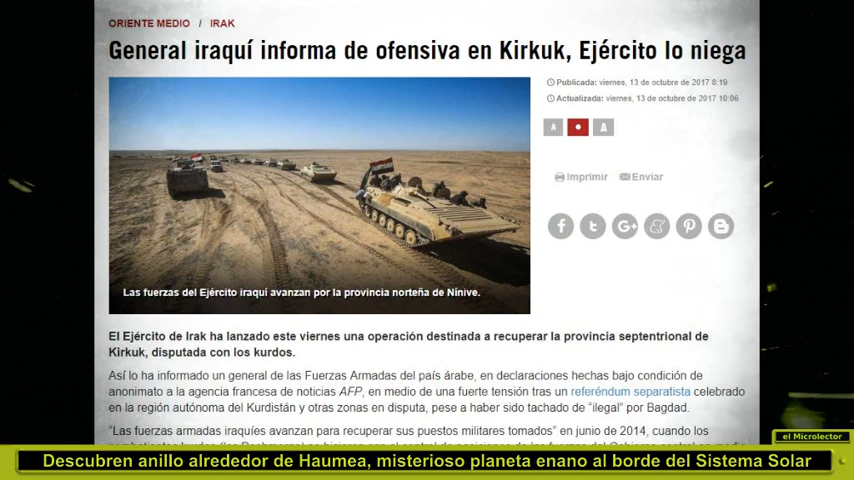 ORIENTE MEDIO / IRAK
General iraquí informa de ofensiva en Kirkuk, Ejército lo niega
Publicada: viernes, 13 de octubre de 2017 8:19
Actualizada: viernes, 13 de octubre de 2017 10:06
A A
Imprimir Enviar
Las fuerzas del Ejército iraquí avanzan por la provincia norteña de Nínive.
El Ejército de Irak ha lanzado este viernes una operación destinada a recuperar la provincia septentrional de
Kirkuk, disputada con los kurdos.
Así lo ha informado un general de las Fuerzas Armadas del país árabe, en declaraciones hechas bajo condición de
anonimato a la agencia francesa de noticias AFP, en medio de una fuerte tensión tras un referéndum separatista celebrado
en la región autónoma del Kurdistán y otras zonas en disputa, pese a haber sido tachado de “ilegal” por Bagdad.
“Las fuerzas armadas iraquíes avanzan para recuperar sus puestos militares tomados” en junio de 2014, cuando los
el Microlector
Descubren anillo alrededor de Haumea, misterioso planeta enano al borde del Sistema Solar